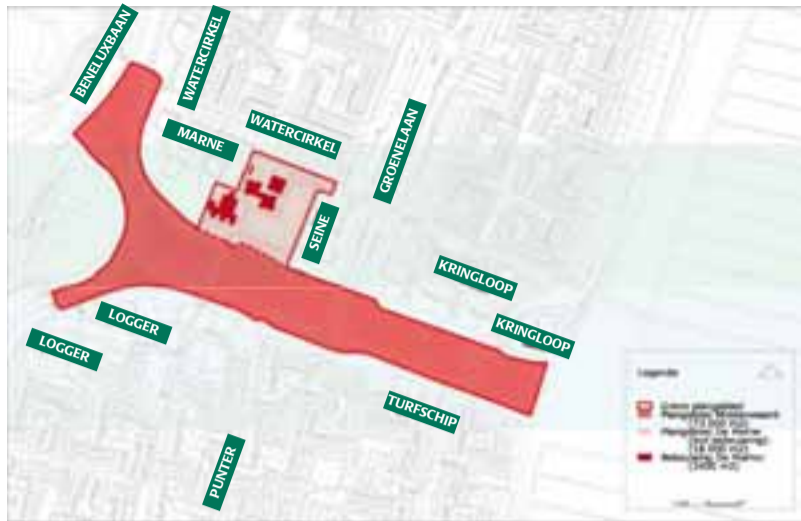 BENELUXBAAN
WATERCIRKEL
MARNE
WATERCIRKEL
GROENELAAN
SEINE
KRINGLOOP
KRINGLOOP
LOGGER
LOGGER
TURFSCHIP
PUNTER
Legenda